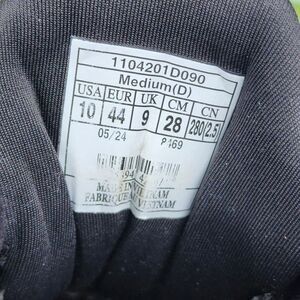 1104201D090
Medium(D)
USA EUR UK CM CN
10 44 9 28 280(2.5)
05/24
MADE IN VIETNAM
FABRIQUE AU VIETNAM